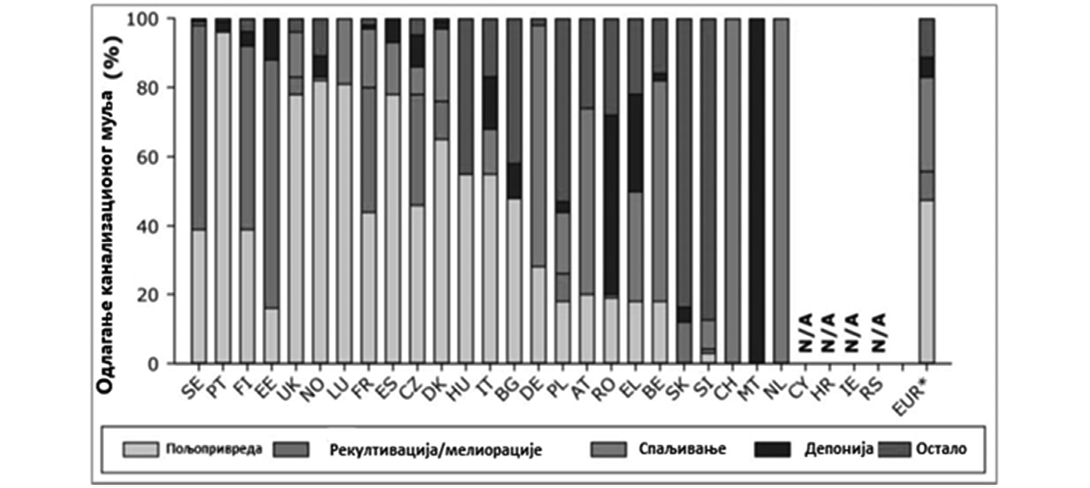 Одлагање канализационог муља (%)
100
80
60
40
20
0
N/A N/A N/A N/A
SE PT FI EE UK NO LU FR ES CZ DK HU IT BG DE PL AT RO EL BE SK SI CH MT NL CY HR IE RS EUR*
Пољопривреда Рекултивација/мелиорације Спаљивање Депонија Остало